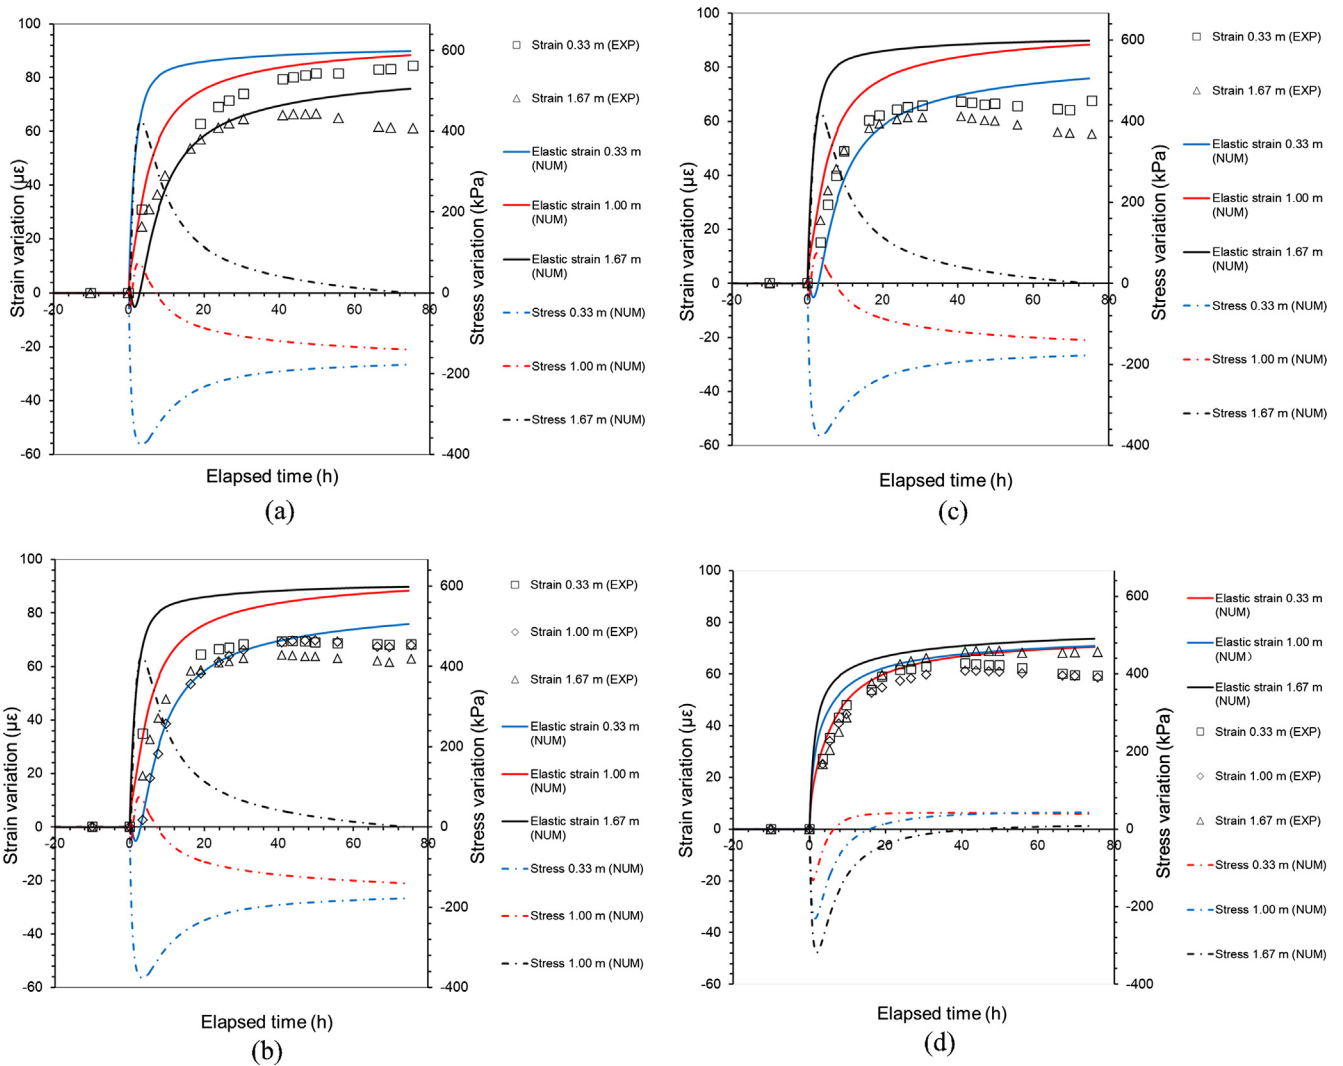 100
80
60
40
20
0
-20
-40
-60
-20
0
20
40
60
80
600
400
200
0
-200
-400
Strain variation (με)
Stress variation (kPa)
Elapsed time (h)
(a)
Strain 0.33 m (EXP)
Strain 1.67 m (EXP)
Elastic strain 0.33 m
(NUM)
Elastic strain 1.00 m
(NUM)
Elastic strain 1.67 m
(NUM)
Stress 0.33 m (NUM)
Stress 1.00 m (NUM)
Stress 1.67 m (NUM)
100
80
60
40
20
0
-20
-40
-60
-20
0
20
40
60
80
600
400
200
0
-200
-400
Strain variation (με)
Stress variation (kPa)
Elapsed time (h)
(c)
Strain 0.33 m (EXP)
Strain 1.67 m (EXP)
Elastic strain 0.33 m
(NUM)
Elastic strain 1.00 m
(NUM)
Elastic strain 1.67 m
(NUM)
Stress 0.33 m (NUM)
Stress 1.00 m (NUM)
Stress 1.67 m (NUM)
100
80
60
40
20
0
-20
-40
-60
-20
0
20
40
60
80
600
400
200
0
-200
-400
Strain variation (με)
Stress variation (kPa)
Elapsed time (h)
(b)
Strain 0.33 m (EXP)
Strain 1.00 m (EXP)
Strain 1.67 m (EXP)
Elastic strain 0.33 m
(NUM)
Elastic strain 1.00 m
(NUM)
Elastic strain 1.67 m
(NUM)
Stress 0.33 m (NUM)
Stress 1.00 m (NUM)
Stress 1.00 m (NUM)
100
80
60
40
20
0
-20
-40
-60
-20
0
20
40
60
80
600
400
200
0
-200
-400
Strain variation (με)
Stress variation (kPa)
Elapsed time (h)
(d)
Elastic strain 0.33 m
(NUM)
Elastic strain 1.00 m
(NUM)
Elastic strain 1.67 m
(NUM)
Strain 0.33 m (EXP)
Strain 1.00 m (EXP)
Strain 1.67 m (EXP)
Stress 0.33 m (NUM)
Stress 1.00 m (NUM)
Stress 1.67 m (NUM)